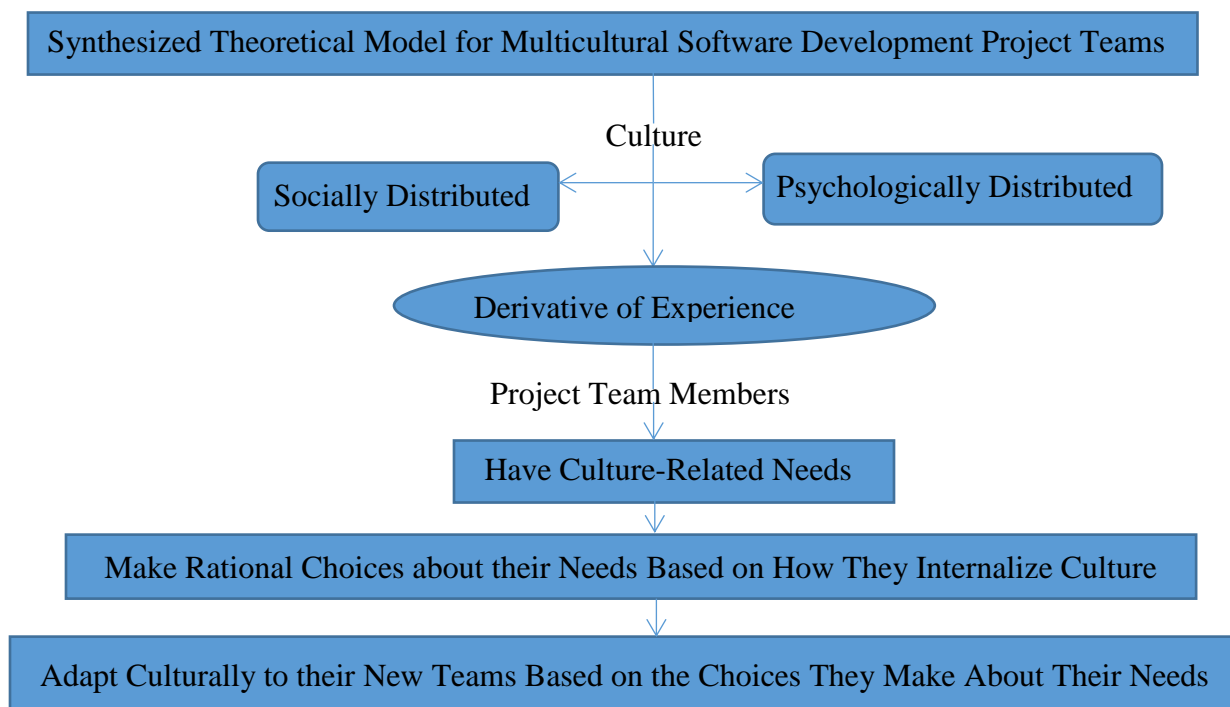 Synthesized Theoretical Model for Multicultural Software Development Project Teams
Culture
Socially Distributed
Psychologically Distributed
Derivative of Experience
Project Team Members
Have Culture-Related Needs
Make Rational Choices about their Needs Based on How They Internalize Culture
Adapt Culturally to their New Teams Based on the Choices They Make About Their Needs